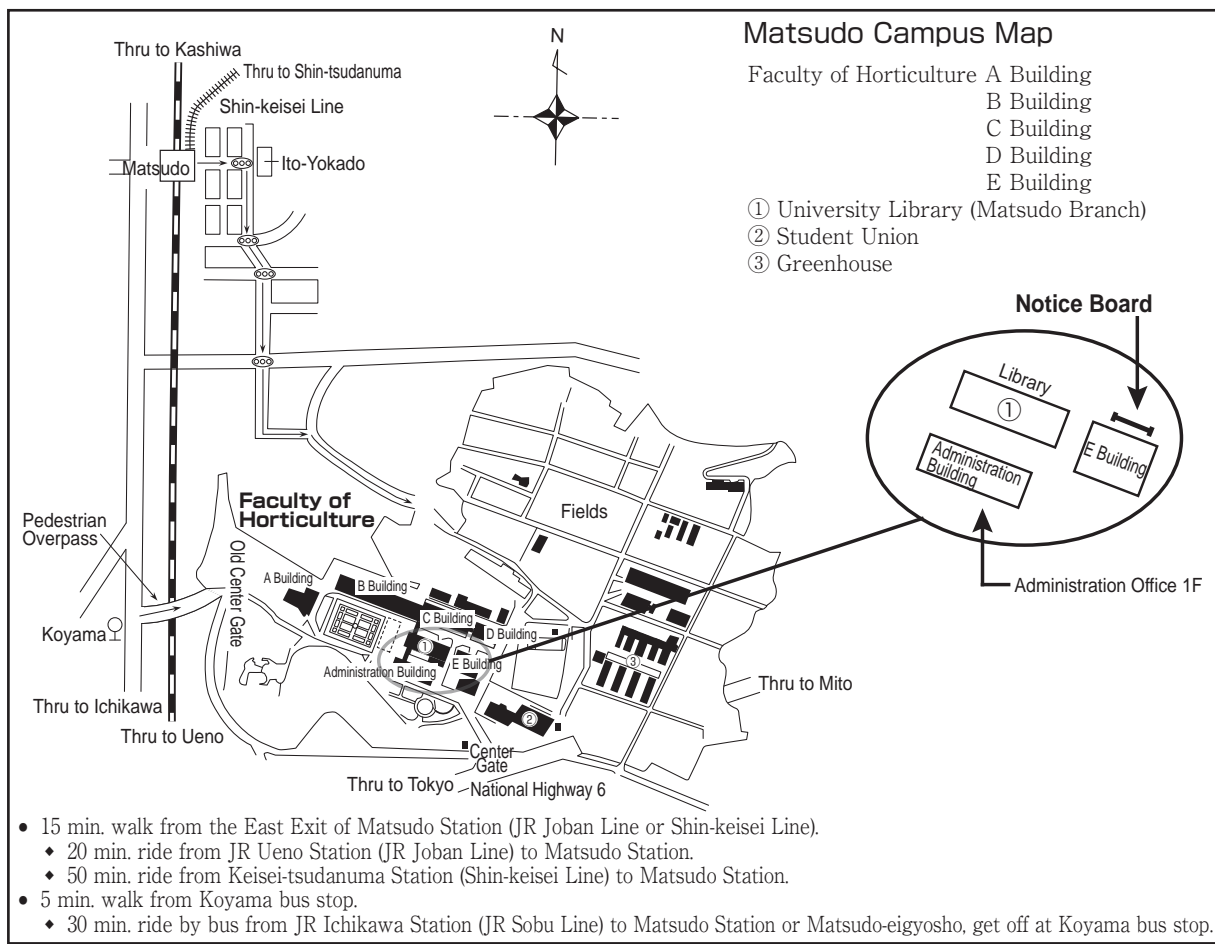 Matsudo Campus Map
Faculty of Horticulture A Building
B Building
C Building
D Building
E Building
① University Library (Matsudo Branch)
② Student Union
③ Greenhouse
N
Thru to Kashiwa
Thru to Shin-tsudanuma
Shin-keisei Line
Matsudo
Ito-Yokado
Notice Board
Library
①
E Building
Administration
Building
Administration Office 1F
Faculty of
Horticulture
Fields
Pedestrian
Overpass
Old Center Gate
A Building
B Building
C Building
D Building
①
E Building
Administration Building
③
②
Koyama
Thru to Mito
Thru to Ichikawa
Thru to Ueno
Center
Gate
Thru to Tokyo
National Highway 6
• 15 min. walk from the East Exit of Matsudo Station (JR Joban Line or Shin-keisei Line).
◆ 20 min. ride from JR Ueno Station (JR Joban Line) to Matsudo Station.
◆ 50 min. ride from Keisei-tsudanuma Station (Shin-keisei Line) to Matsudo Station.
• 5 min. walk from Koyama bus stop.
◆ 30 min. ride by bus from JR Ichikawa Station (JR Sobu Line) to Matsudo Station or Matsudo-eigyosho, get off at Koyama bus stop.